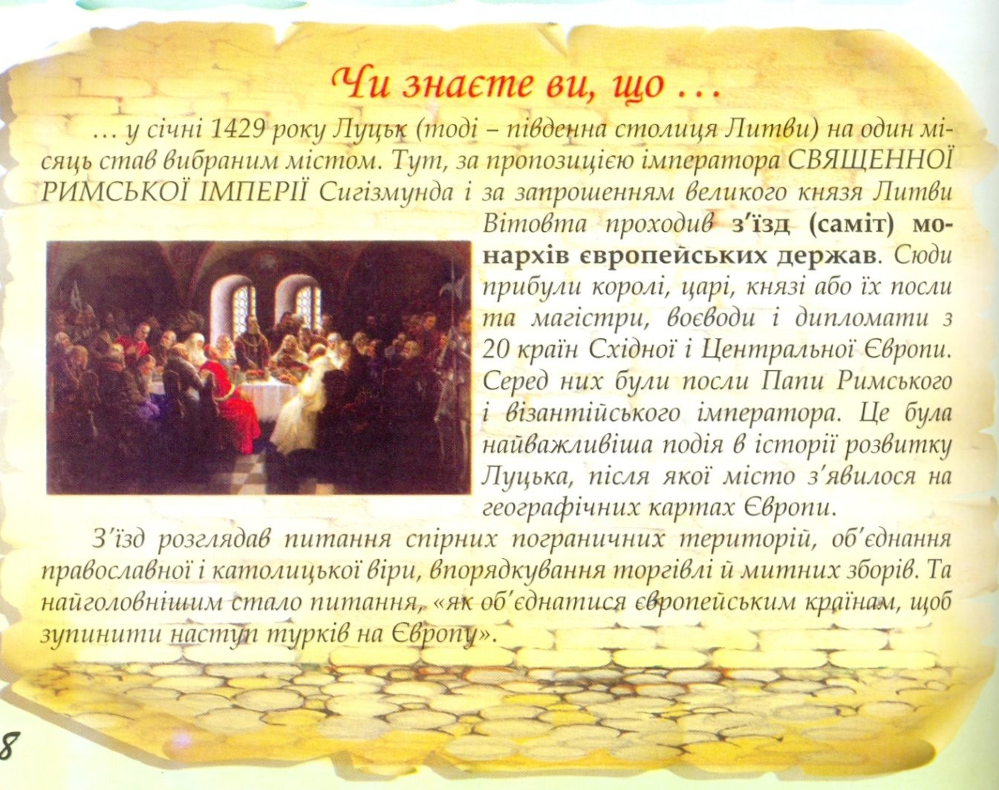 Чи знаєте ви, що ...
... у січні 1429 року Луцьк (тоді – південна столиця Литви) на один мі-
сяць став вибраним містом. Тут, за пропозицією імператора СВЯЩЕННОЇ
РИМСЬКОЇ ІМПЕРІЇ Сигізмунда і за запрошенням великого князя Литви
Вітовта проходив з’їзд (саміт) мо-
нархів європейських держав. Сюди
прибули королі, царі, князі або їх посли
та магістри, воєводи і дипломати з
20 країн Східної і Центральної Європи.
Серед них були посли Папи Римського
і візантійського імператора. Це була
найважливіша подія в історії розвитку
Луцька, після якої місто з’явилося на
географічних картах Європи.
З’їзд розглядав питання спірних пограничних територій, об’єднання
православної і католицької віри, впорядкування торгівлі й митних зборів. Та
найголовнішим стало питання, «як об’єднатися європейським країнам, щоб
зупинити наступ турків на Європу».
8